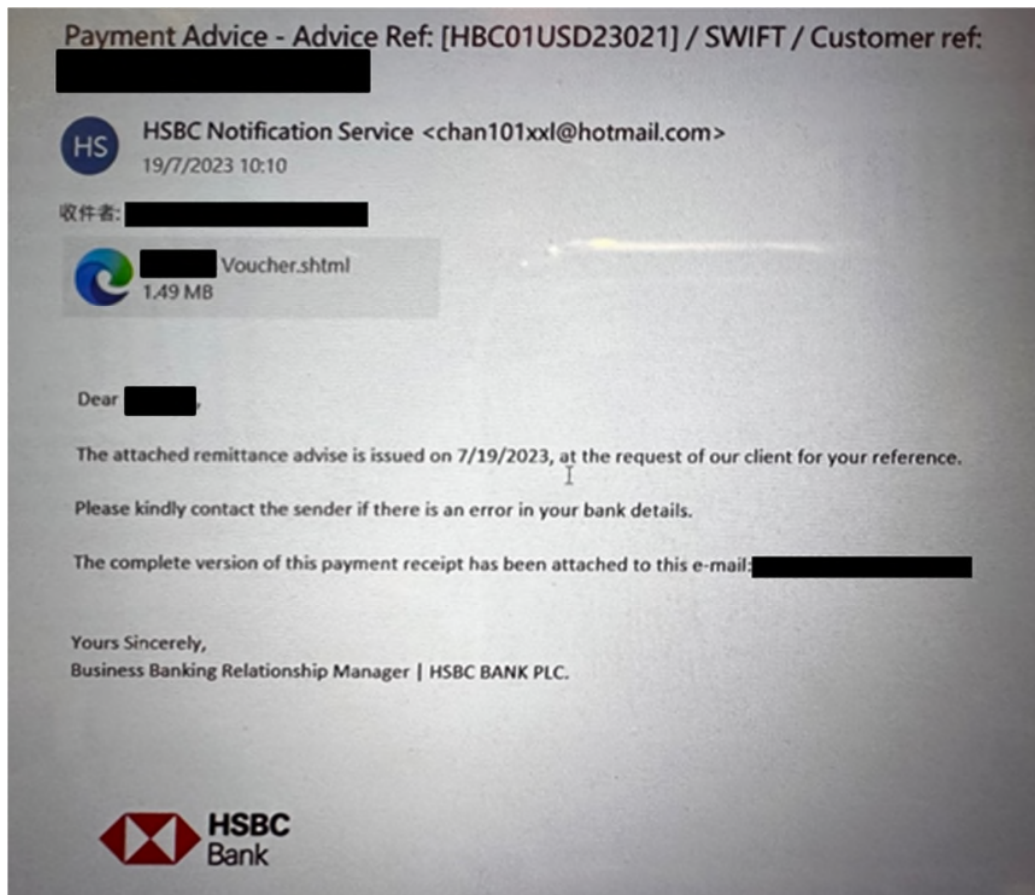 Payment Advice - Advice Ref: [HBC01USD23021] / SWIFT / Customer ref:
HS
HSBC Notification Service <chan101xxl@hotmail.com>
19/7/2023 10:10
收件者:
Voucher.shtml
1.49 MB
Dear ,
The attached remittance advise is issued on 7/19/2023, at the request of our client for your reference.
Please kindly contact the sender if there is an error in your bank details.
The complete version of this payment receipt has been attached to this e-mail:
Yours Sincerely,
Business Banking Relationship Manager | HSBC BANK PLC.
HSBC
Bank